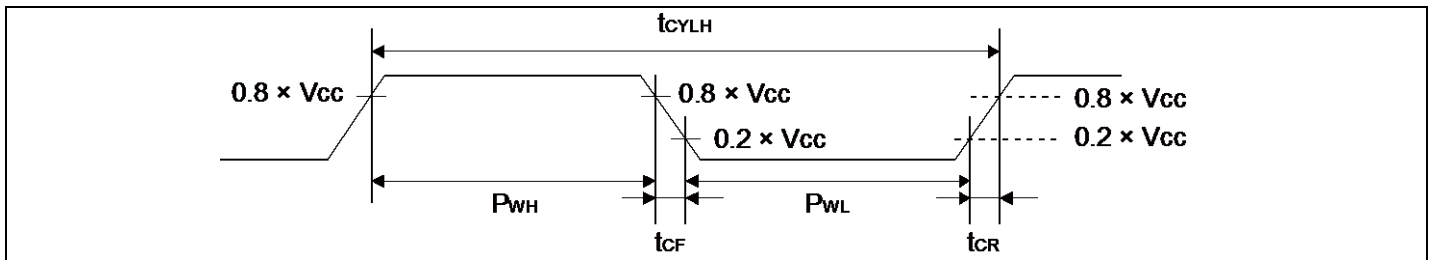 tCYLH
0.8 × Vcc
0.8 × Vcc
0.8 × Vcc
0.2 × Vcc
0.2 × Vcc
PWH
PWL
tCF
tCR